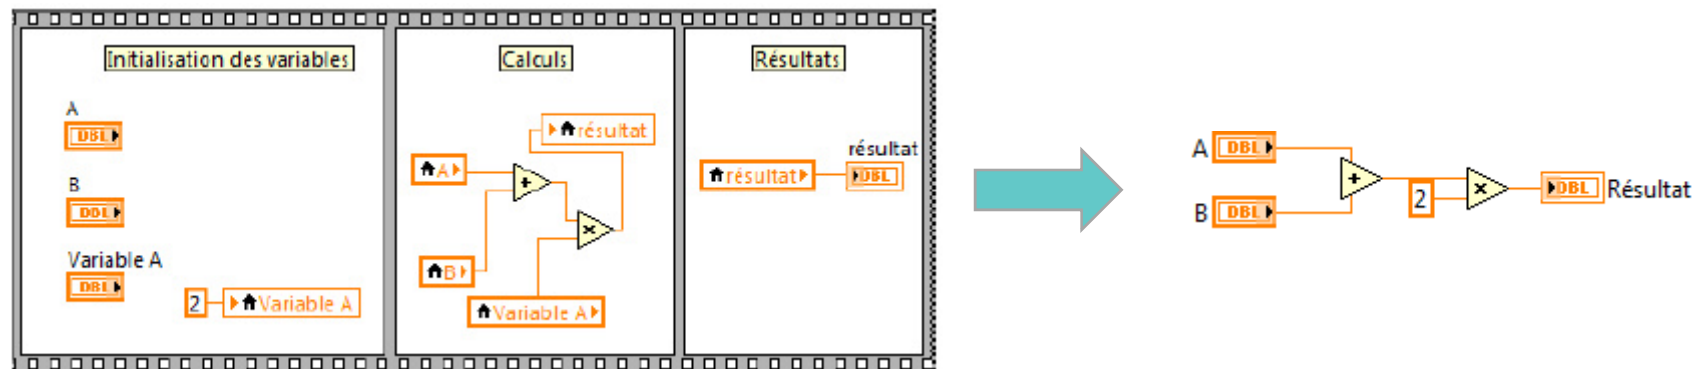 Initialisation des variables
A
DBL
B
DBL
Variable A
DBL
2
Variable A
Calculs
résultat
A
+
B
x
Variable A
Résultats
résultat
résultat
DBL
A
DBL
B
DBL
+
2
x
DBL
Résultat